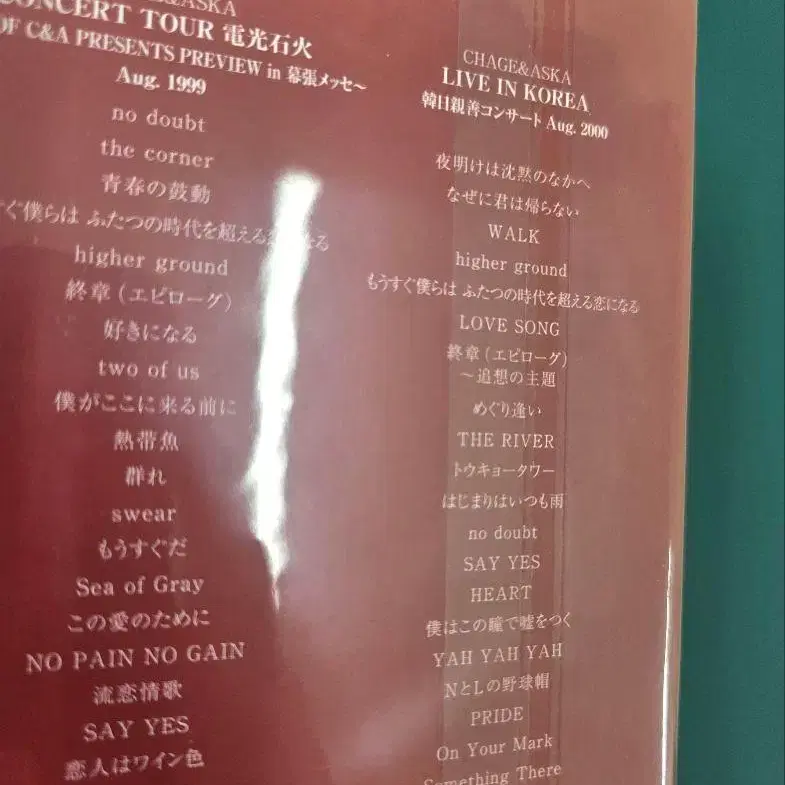 &ASKA
CONCERT TOUR 電光石火
OF C&A PRESENTS PREVIEW in 幕張メッセ～
Aug. 1999
no doubt
the corner
青春の鼓動
すぐ僕らは ふたつの時代を超える恋になる
higher ground
終章(エピローグ)
好きになる
two of us
僕がここに来る前に
熱帯魚
群れ
swear
もうすぐだ
Sea of Gray
この愛のために
NO PAIN NO GAIN
流恋情歌
SAY YES
恋人はワイン色
CHAGE&ASKA
LIVE IN KOREA
韓日親善コンサート Aug. 2000
夜明けは沈黙のなかへ
なぜに君は帰らない
WALK
higher ground
もうすぐ僕らは ふたつの時代を超える恋になる
LOVE SONG
終章(エピローグ)
～追想の主題
めぐり逢い
THE RIVER
トウキョータワー
はじまりはいつも雨
no doubt
SAY YES
HEART
僕はこの瞳で嘘をつく
YAH YAH YAH
NとLの野球帽
PRIDE
On Your Mark
Something There